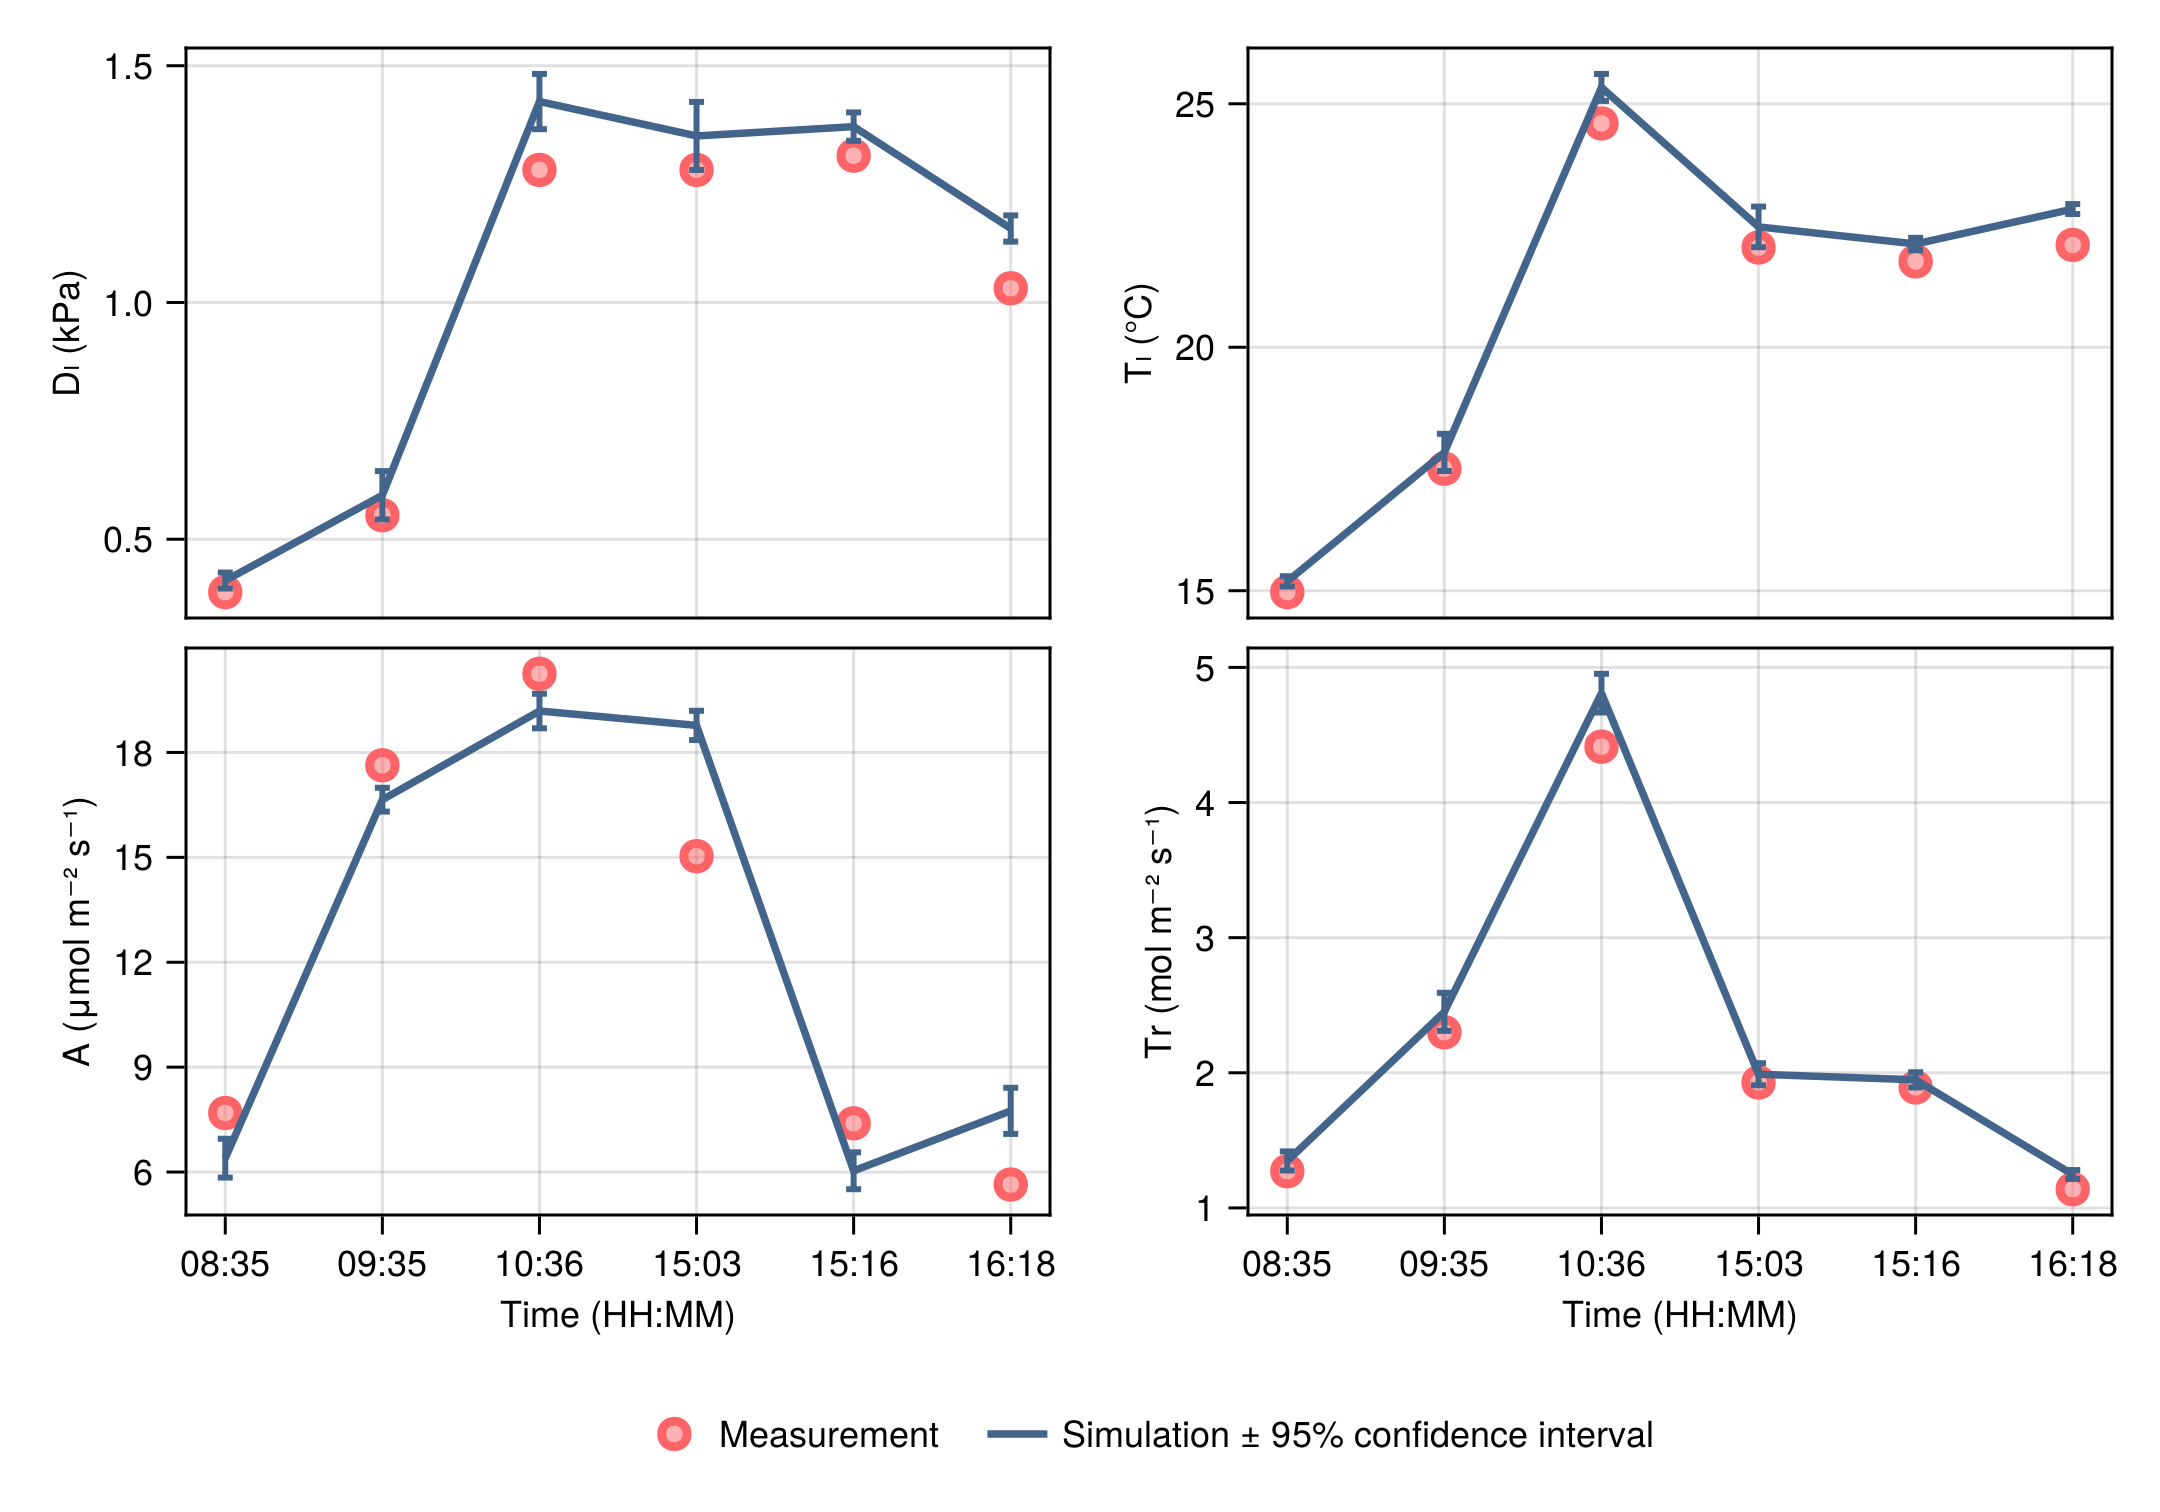 1.5
1.0
0.5
Dₗ (kPa)
25
20
15
Tₗ (°C)
18
15
12
9
6
A (μmol m⁻² s⁻¹)
08:35 09:35 10:36 15:03 15:16 16:18
Time (HH:MM)
5
4
3
2
1
Tr (mol m⁻² s⁻¹)
08:35 09:35 10:36 15:03 15:16 16:18
Time (HH:MM)
Measurement Simulation ± 95% confidence interval